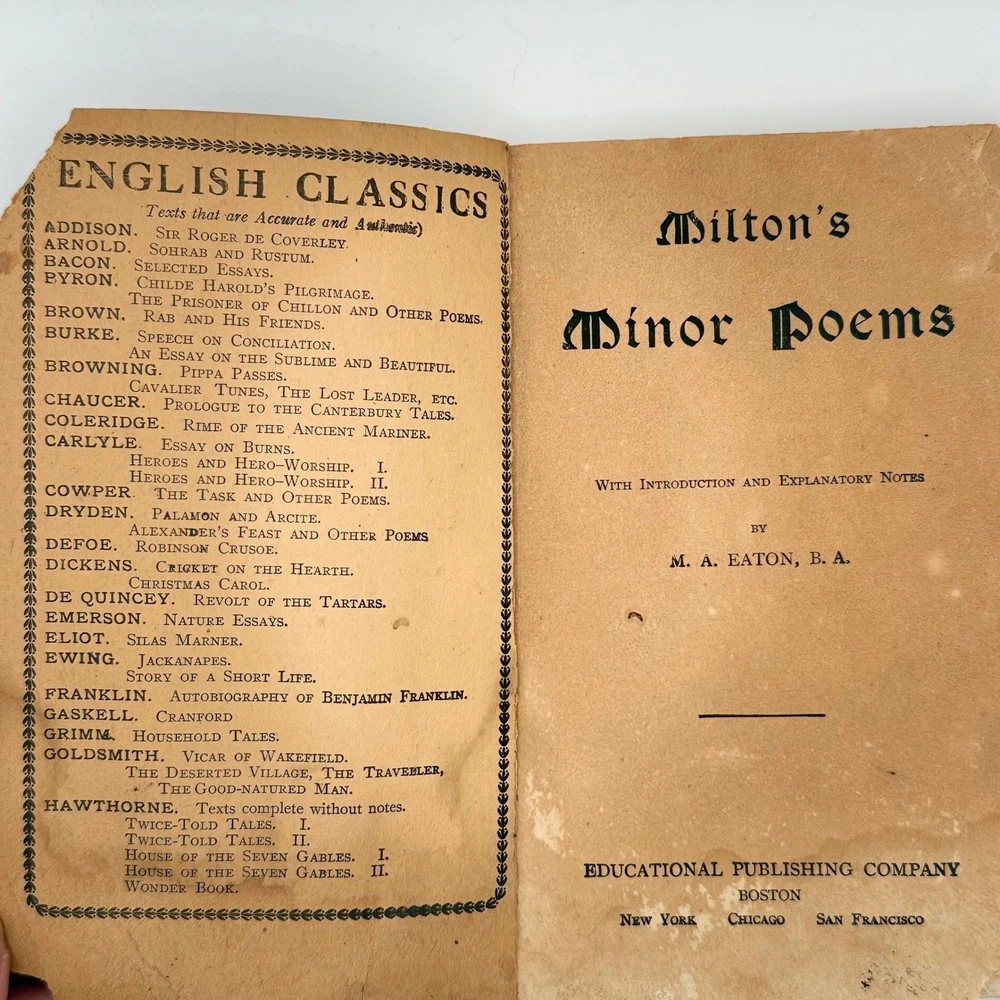 ENGLISH CLASSICS
Texts that are Accurate and Authentic)
ADDISON. SIR ROGER DE COVERLEY.
ARNOLD. SOHRAB AND RUSTUM.
BACON. SELECTED ESSAYS.
BYRON. CHILDE HAROLD'S PILGRIMAGE.
THE PRISONER OF CHILLON AND OTHER POEMS.
BROWN. RAB AND HIS FRIENDS.
BURKE. SPEECH ON CONCILIATION.
AN ESSAY ON THE SUBLIME AND BEAUTIFUL.
BROWNING. PIPPA PASSES.
CAVALIER TUNES, THE LOST LEADER, ETC.
CHAUCER. PROLOGUE TO THE CANTERBURY TALES.
COLERIDGE. RIME OF THE ANCIENT MARINER.
CARLYLE. ESSAY ON BURNS.
HEROES AND HERO-WORSHIP. I.
HEROES AND HERO-WORSHIP. II.
COWPER. THE TASK AND OTHER POEMS.
DRYDEN. PALAMON AND ARCITE.
ALEXANDER'S FEAST AND OTHER POEMS
DEFOE. ROBINSON CRUSOE.
DICKENS. CRICKET ON THE HEARTH.
CHRISTMAS CAROL.
DE QUINCEY. REVOLT OF THE TARTARS.
EMERSON. NATURE ESSAYS.
ELIOT. SILAS MARNER.
EWING. JACKANAPES.
STORY OF A SHORT LIFE.
FRANKLIN. AUTOBIOGRAPHY OF BENJAMIN FRANKLIN.
GASKELL. CRANFORD
GRIMM. HOUSEHOLD TALES.
GOLDSMITH. VICAR OF WAKEFIELD.
THE DESERTED VILLAGE, THE TRAVELLER,
THE GOOD-NATURED MAN.
HAWTHORNE. Texts complete without notes.
TWICE-TOLD TALES. I.
TWICE-TOLD TALES. II.
HOUSE OF THE SEVEN GABLES. I.
HOUSE OF THE SEVEN GABLES. II.
WONDER BOOK.
Milton's
Minor Poems
WITH INTRODUCTION AND EXPLANATORY NOTES
BY
M. A. EATON, B. A.
EDUCATIONAL PUBLISHING COMPANY
BOSTON
NEW YORK CHICAGO SAN FRANCISCO